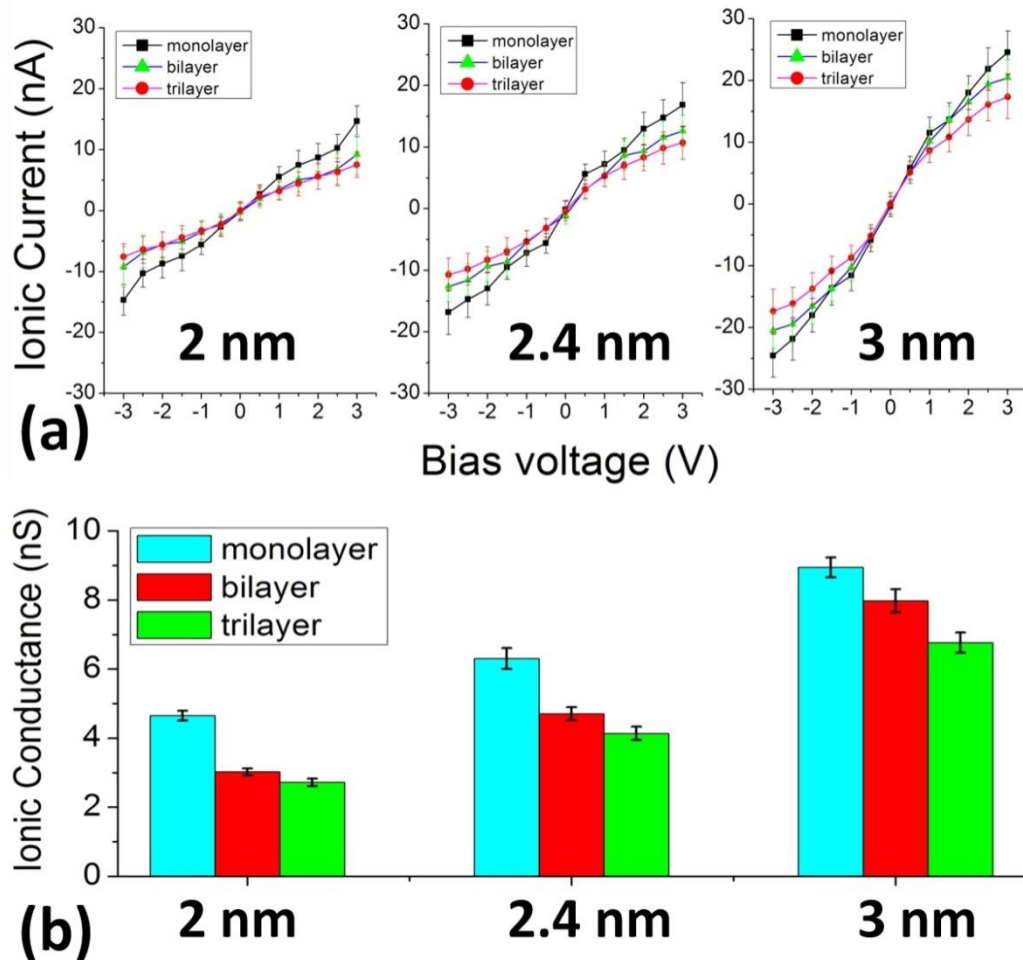 Ionic Current (nA)
30
20
10
0
-10
-20
-30
monolayer
bilayer
trilayer
2 nm
-3 -2 -1 0 1 2 3
30
20
10
0
-10
-20
-30
monolayer
bilayer
trilayer
2.4 nm
-3 -2 -1 0 1 2 3
30
20
10
0
-10
-20
-30
monolayer
bilayer
trilayer
3 nm
-3 -2 -1 0 1 2 3
(a)
Bias voltage (V)
Ionic Conductance (nS)
10
8
6
4
2
0
monolayer
bilayer
trilayer
2 nm 2.4 nm 3 nm
(b)